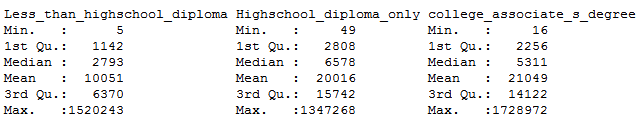 Less_than_highschool_diploma Highschool_diploma_only college_associate_s_degree
Min.   :      5 Min.   :     49 Min.   :     16
1st Qu.:   1142 1st Qu.:   2808 1st Qu.:   2256
Median :   2793 Median :   6578 Median :   5311
Mean   :  10051 Mean   :  20016 Mean   :  21049
3rd Qu.:   6370 3rd Qu.:  15742 3rd Qu.:  14122
Max.   :1520243 Max.   :1347268 Max.   :1728972